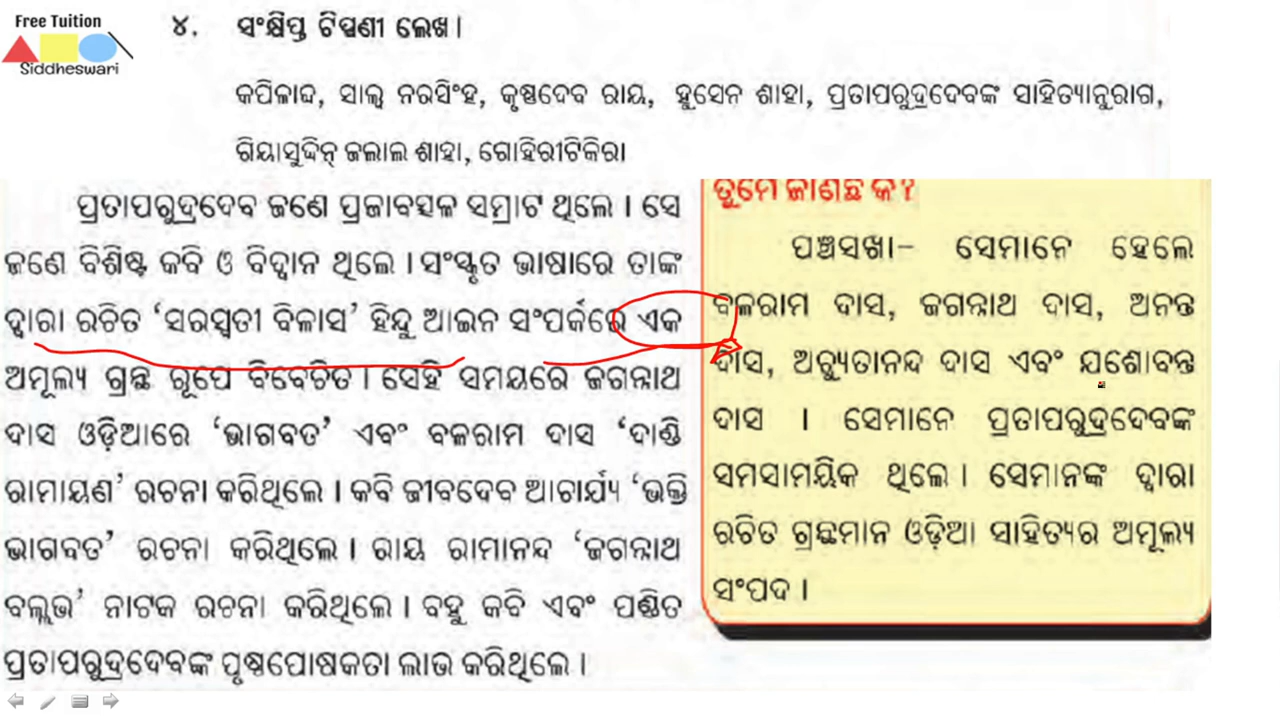 Free Tuition
Siddheswari
୪. ସଂକ୍ଷିପ୍ତ ଟିପ୍ପଣୀ ଲେଖ ।
କପିଳାବ୍ଦ, ସାଲ୍ୱ ନରସିଂହ, କୃଷ୍ଣଦେବ ରାୟ, ହୁସେନ ଶାହା, ପ୍ରତାପରୁଦ୍ରଦେବଙ୍କ ସାହିତ୍ୟାନୁରାଗ,
ଗିୟାସୁଦ୍ଦିନ୍ ଜଲାଲ ଶାହା, ଗୋହିରୀଟିକିରା
ପ୍ରତାପରୁଦ୍ରଦେବ ଜଣେ ପ୍ରଜାବତ୍ସଳ ସମ୍ରାଟ ଥିଲେ । ସେ
ଜଣେ ବିଶିଷ୍ଟ କବି ଓ ବିଦ୍ୱାନ ଥିଲେ । ସଂସ୍କୃତ ଭାଷାରେ ତାଙ୍କ
ଦ୍ୱାରା ରଚିତ ‘ସରସ୍ୱତୀ ବିଳାସ’ ହିନ୍ଦୁ ଆଇନ ସଂପର୍କରେ ଏକ
ଅମୂଲ୍ୟ ଗ୍ରନ୍ଥ ରୂପେ ବିବେଚିତ । ସେହି ସମୟରେ ଜଗନ୍ନାଥ
ଦାସ ଓଡ଼ିଆରେ ‘ଭାଗବତ’ ଏବଂ ବଳରାମ ଦାସ ‘ଦାଣ୍ଡି
ରାମାୟଣ’ ରଚନା କରିଥିଲେ । କବି ଜୀବଦେବ ଆଚାର୍ଯ୍ୟ ‘ଭକ୍ତି
ଭାଗବତ’ ରଚନା କରିଥିଲେ । ରାୟ ରାମାନନ୍ଦ ‘ଜଗନ୍ନାଥ
ବଲ୍ଲଭ’ ନାଟକ ରଚନା କରିଥିଲେ । ବହୁ କବି ଏବଂ ପଣ୍ଡିତ
ପ୍ରତାପରୁଦ୍ରଦେବଙ୍କ ପୃଷ୍ଠପୋଷକତା ଲାଭ କରିଥିଲେ ।
ତୁମେ ଜାଣିଛ କି ?
ପଞ୍ଚସଖା– ସେମାନେ ହେଲେ
ବଳରାମ ଦାସ, ଜଗନ୍ନାଥ ଦାସ, ଅନନ୍ତ
ଦାସ, ଅଚ୍ୟୁତାନନ୍ଦ ଦାସ ଏବଂ ଯଶୋବନ୍ତ
ଦାସ । ସେମାନେ ପ୍ରତାପରୁଦ୍ରଦେବଙ୍କ
ସମସାମୟିକ ଥିଲେ । ସେମାନଙ୍କ ଦ୍ୱାରା
ରଚିତ ଗ୍ରନ୍ଥମାନ ଓଡ଼ିଆ ସାହିତ୍ୟର ଅମୂଲ୍ୟ
ସଂପଦ ।